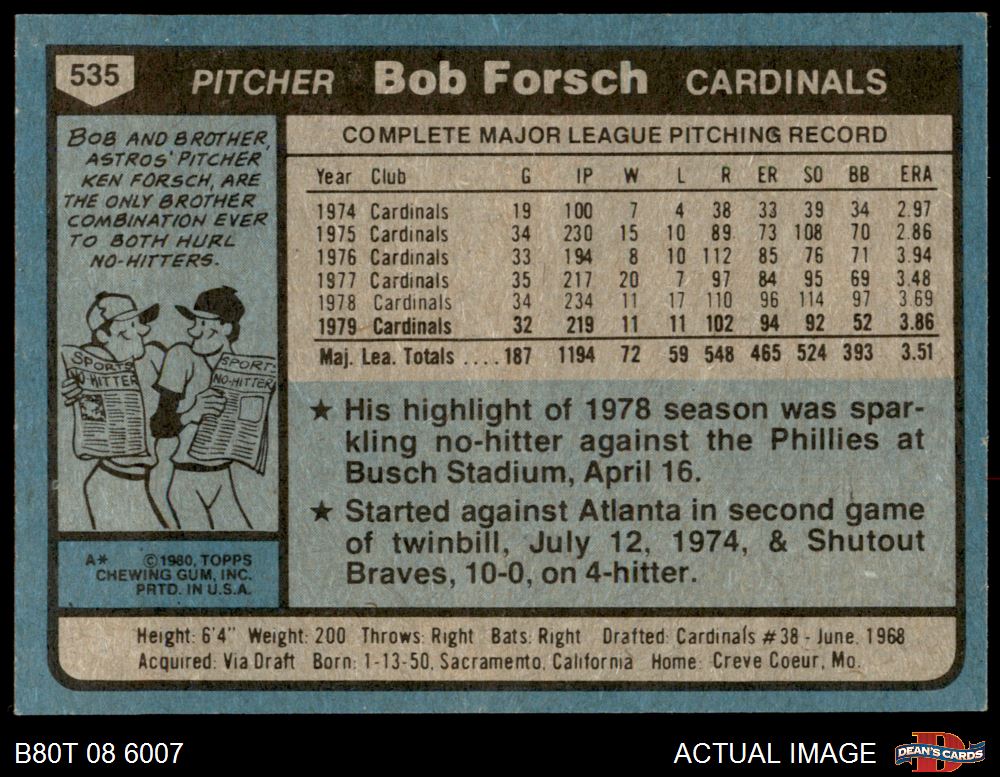 535 PITCHER Bob Forsch CARDINALS
BOB AND BROTHER,
ASTROS' PITCHER
KEN FORSCH, ARE
THE ONLY BROTHER
COMBINATION EVER
TO BOTH HURL
NO-HITTERS.
SPORTS
NO-HITTER
SPORTS
NO-HITTER
A* ©1980, TOPPS
CHEWING GUM, INC.
PRTD. IN U.S.A.
COMPLETE MAJOR LEAGUE PITCHING RECORD
Year Club G IP W L R ER SO BB ERA
1974 Cardinals 19 100 7 4 38 33 39 34 2.97
1975 Cardinals 34 230 15 10 89 73 108 70 2.86
1976 Cardinals 33 194 8 10 112 85 76 71 3.94
1977 Cardinals 35 217 20 7 97 84 95 69 3.48
1978 Cardinals 34 234 11 17 110 96 114 97 3.69
1979 Cardinals 32 219 11 11 102 94 92 52 3.86
Maj. Lea. Totals ....187 1194 72 59 548 465 524 393 3.51
★ His highlight of 1978 season was spar-
kling no-hitter against the Phillies at
Busch Stadium, April 16.
★ Started against Atlanta in second game
of twinbill, July 12, 1974, & Shutout
Braves, 10-0, on 4-hitter.
Height: 6'4" Weight: 200 Throws: Right Bats: Right Drafted: Cardinals #38 - June, 1968
Acquired: Via Draft Born: 1-13-50, Sacramento, California Home: Creve Coeur, Mo.
B80T 08 6007 ACTUAL IMAGE DEAN'S CARDS